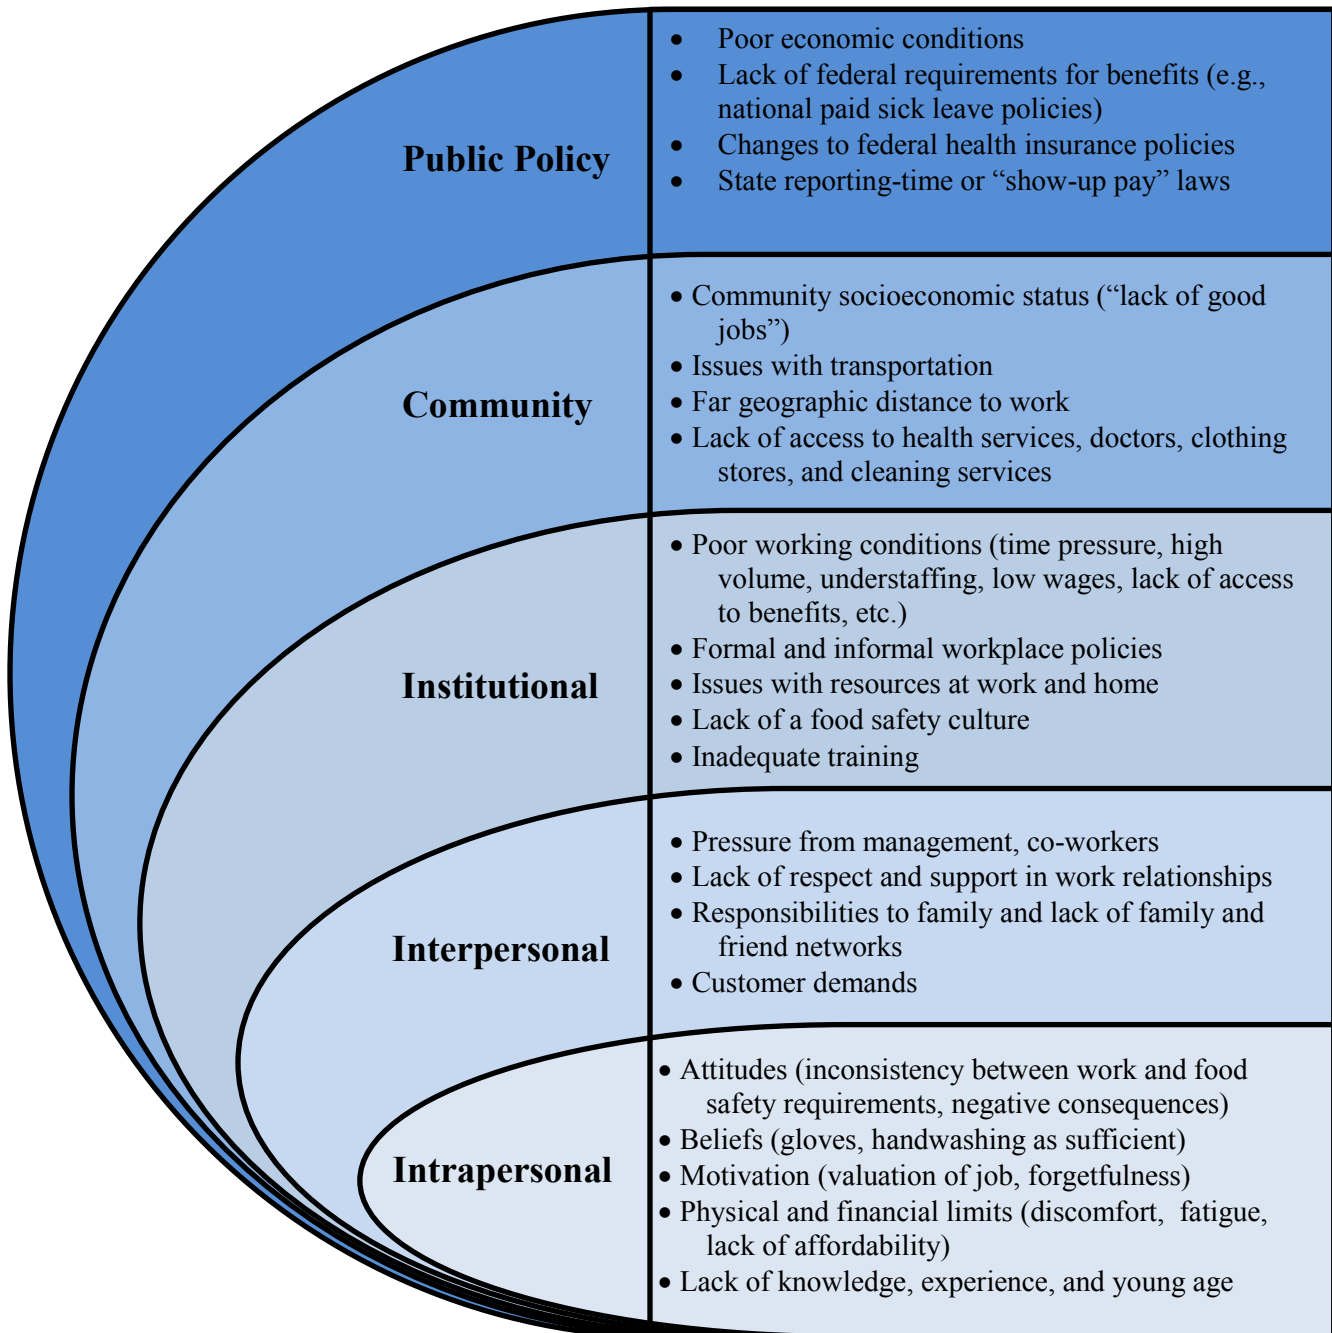 Public Policy
• Poor economic conditions
• Lack of federal requirements for benefits (e.g.,
national paid sick leave policies)
• Changes to federal health insurance policies
• State reporting-time or “show-up pay” laws
Community
• Community socioeconomic status (“lack of good
jobs”)
• Issues with transportation
• Far geographic distance to work
• Lack of access to health services, doctors, clothing
stores, and cleaning services
Institutional
• Poor working conditions (time pressure, high
volume, understaffing, low wages, lack of access
to benefits, etc.)
• Formal and informal workplace policies
• Issues with resources at work and home
• Lack of a food safety culture
• Inadequate training
Interpersonal
• Pressure from management, co-workers
• Lack of respect and support in work relationships
• Responsibilities to family and lack of family and
friend networks
• Customer demands
Intrapersonal
• Attitudes (inconsistency between work and food
safety requirements, negative consequences)
• Beliefs (gloves, handwashing as sufficient)
• Motivation (valuation of job, forgetfulness)
• Physical and financial limits (discomfort, fatigue,
lack of affordability)
• Lack of knowledge, experience, and young age